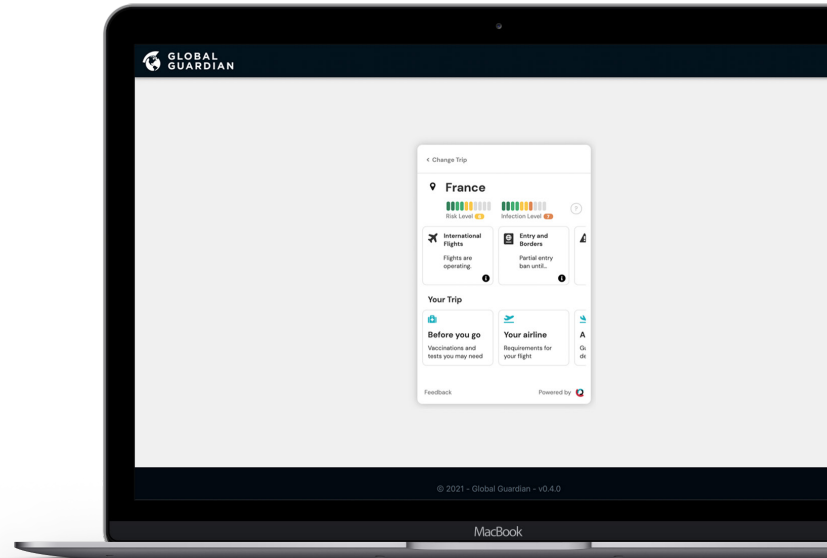 GLOBAL
GUARDIAN
< Change Trip
France
Risk Level
Infection Level 7
?
International
Flights
Flights are
operating.
Entry and
Borders
Partial entry
ban until...
Your Trip
Before you go
Vaccinations and
tests you may need
Your airline
Requirements for
your flight
A
Feedback
Powered by
© 2021 - Global Guardian - v0.4.0
MacBook